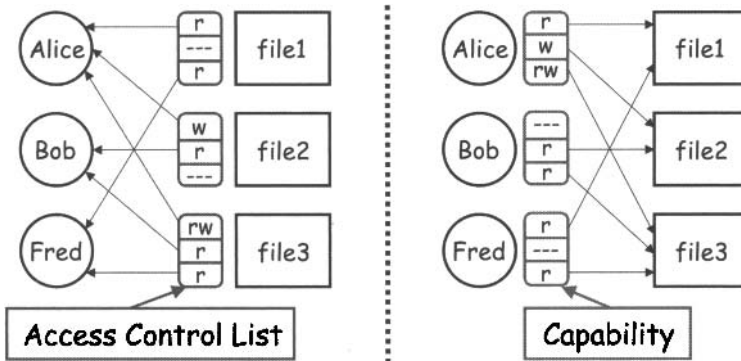 Alice
r
---
r
file1
Bob
w
r
---
file2
Fred
rw
r
r
file3
Access Control List
Alice
r
w
rw
file1
Bob
---
r
r
file2
Fred
r
---
r
file3
Capability